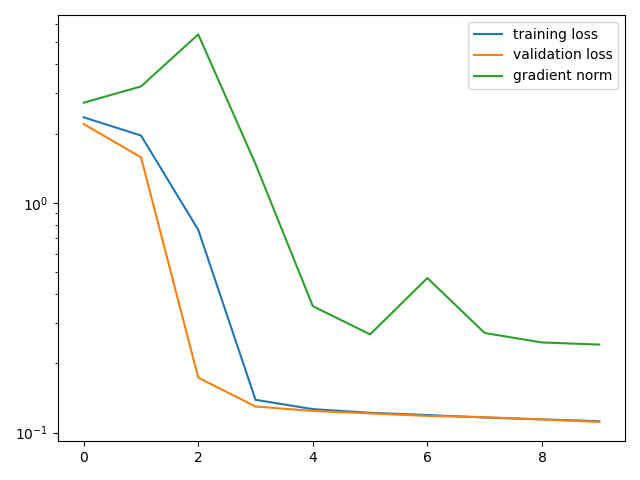 training loss
validation loss
gradient norm
10⁰
10⁻¹
0 2 4 6 8